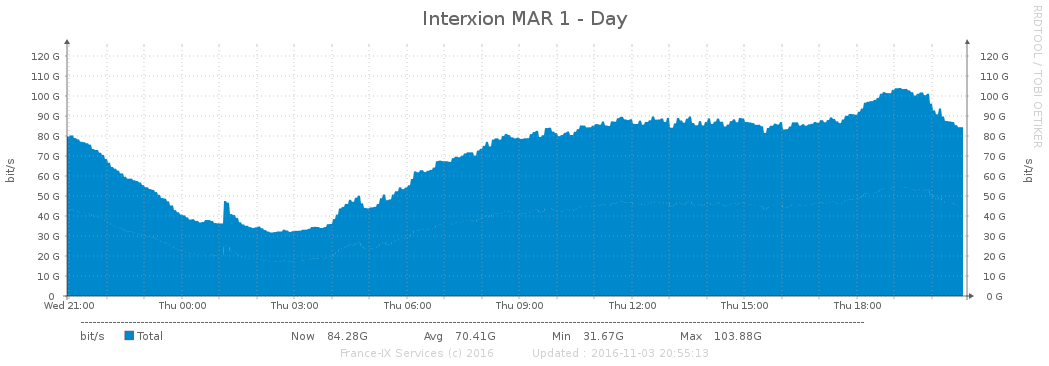 Interxion MAR 1 - Day
RRDTOOL / TOBI OETIKER
bit/s
120 G 120 G
110 G 110 G
100 G 100 G
90 G 90 G
80 G 80 G
70 G 70 G
60 G 60 G
50 G 50 G
40 G 40 G
30 G 30 G
20 G 20 G
10 G 10 G
0 0 G
bit/s
Wed 21:00 Thu 00:00 Thu 03:00 Thu 06:00 Thu 09:00 Thu 12:00 Thu 15:00 Thu 18:00
bit/s Total Now 84.28G Avg 70.41G Min 31.67G Max 103.88G
France-IX Services (c) 2016 Updated : 2016-11-03 20:55:13